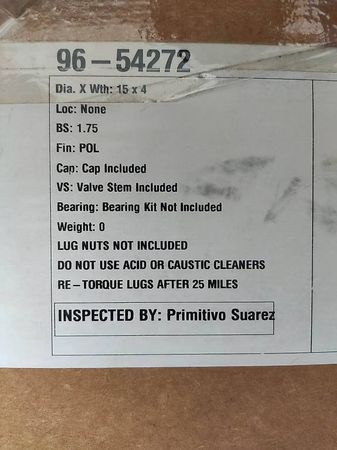 96-54272
Dia. X Wth: 15 x 4
Loc: None
BS: 1.75
Fin: POL
Cap: Cap Included
VS: Valve Stem Included
Bearing: Bearing Kit Not Included
Weight: 0
LUG NUTS NOT INCLUDED
DO NOT USE ACID OR CAUSTIC CLEANERS
RE-TORQUE LUGS AFTER 25 MILES
INSPECTED BY: Primitivo Suarez